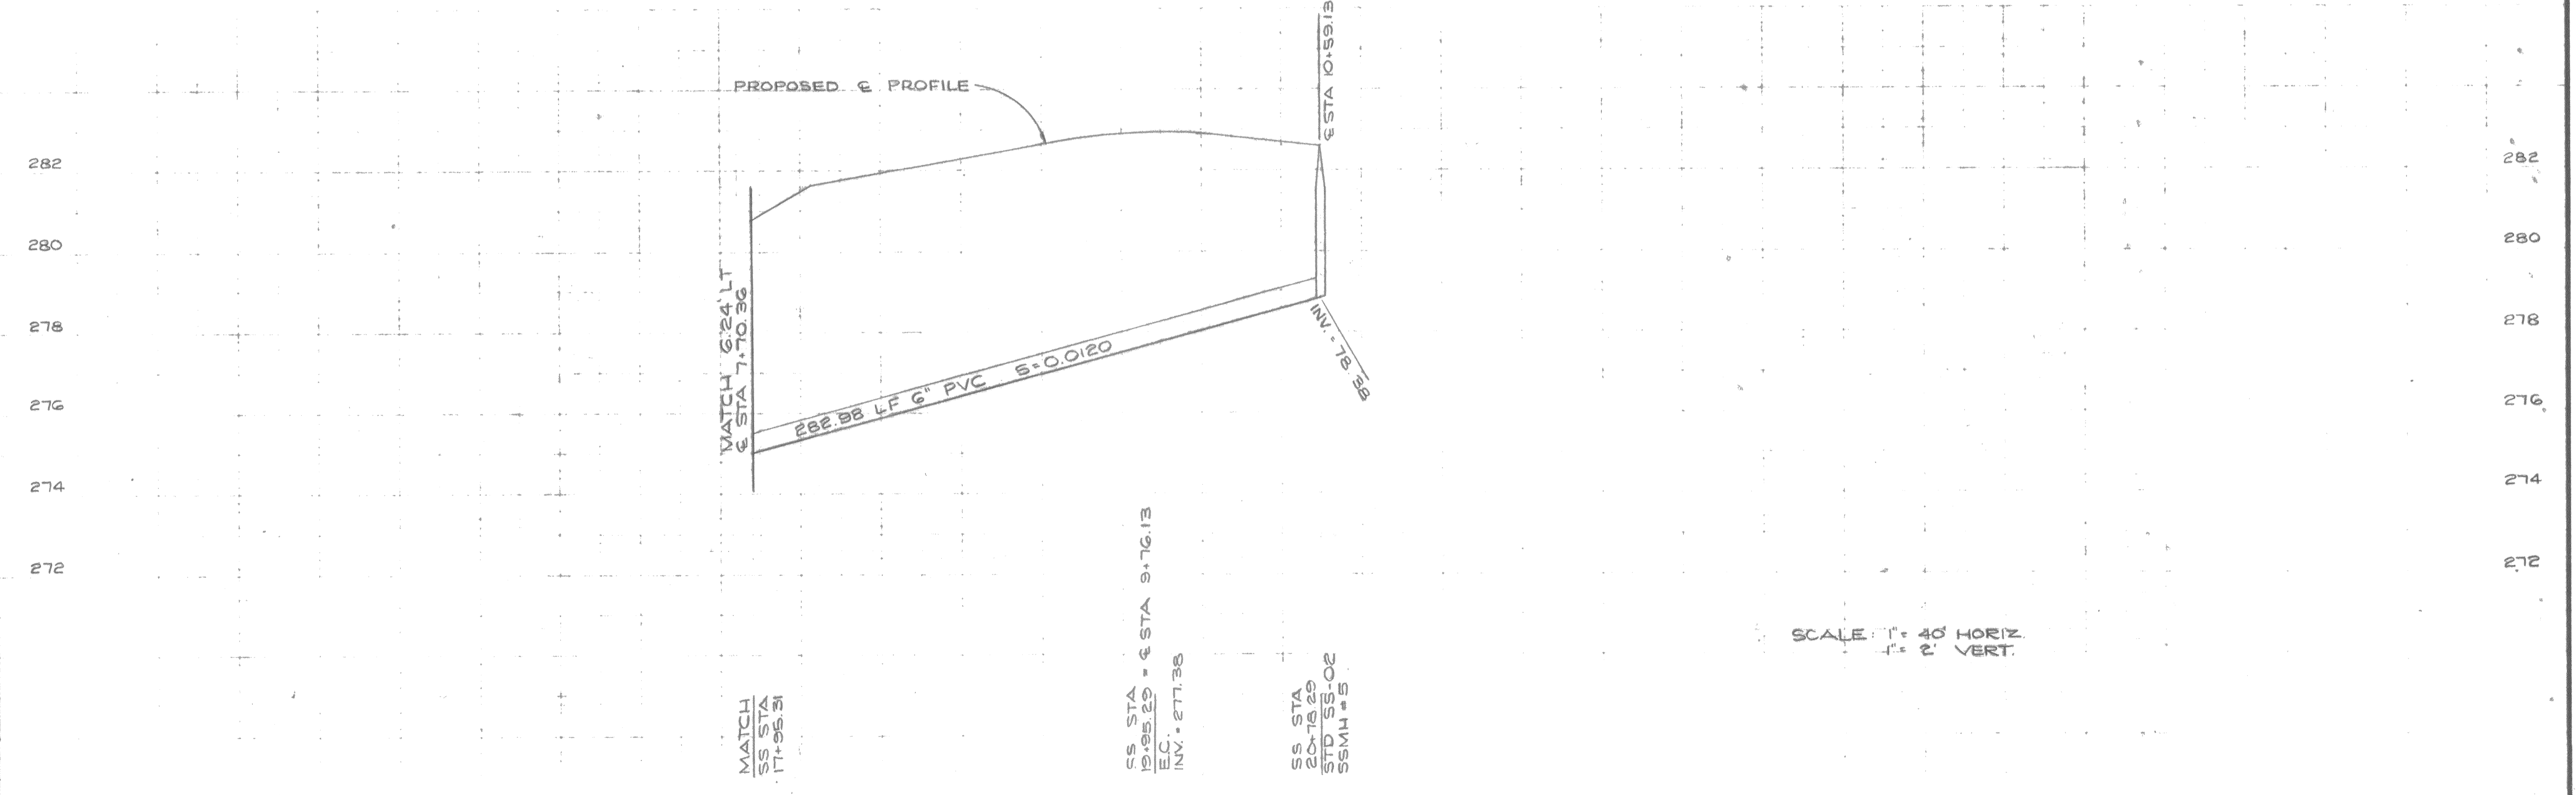 ℄ STA 10+59.13
PROPOSED ℄ PROFILE
282
282
280
280
MATCH 6.24' LT
℄ STA 7+70.36
278
278
INV. = 78.38
282.98 LF 6" PVC S=0.0120
276
276
274
274
272
272
SCALE: 1" = 40' HORIZ.
1" = 2' VERT.
MATCH
SS STA
17+95.31
SS STA
19+95.29 = ℄ STA 9+76.13
E.C.
INV. = 277.38
SS STA
20+78.29
STD SS-02
SSMH #5